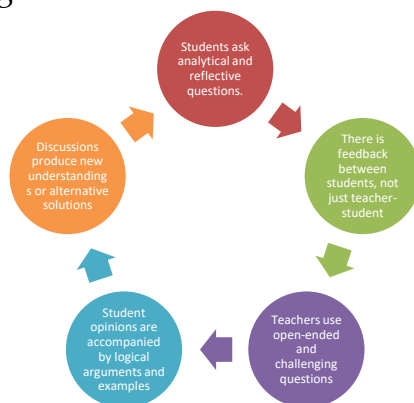 Students ask
analytical and
reflective
questions.
There is
feedback
between
students, not
just teacher-
student
Teachers use
open-ended
and
challenging
questions
Student
opinions are
accompanied
by logical
arguments and
examples
Discussions
produce new
understanding
s or alternative
solutions